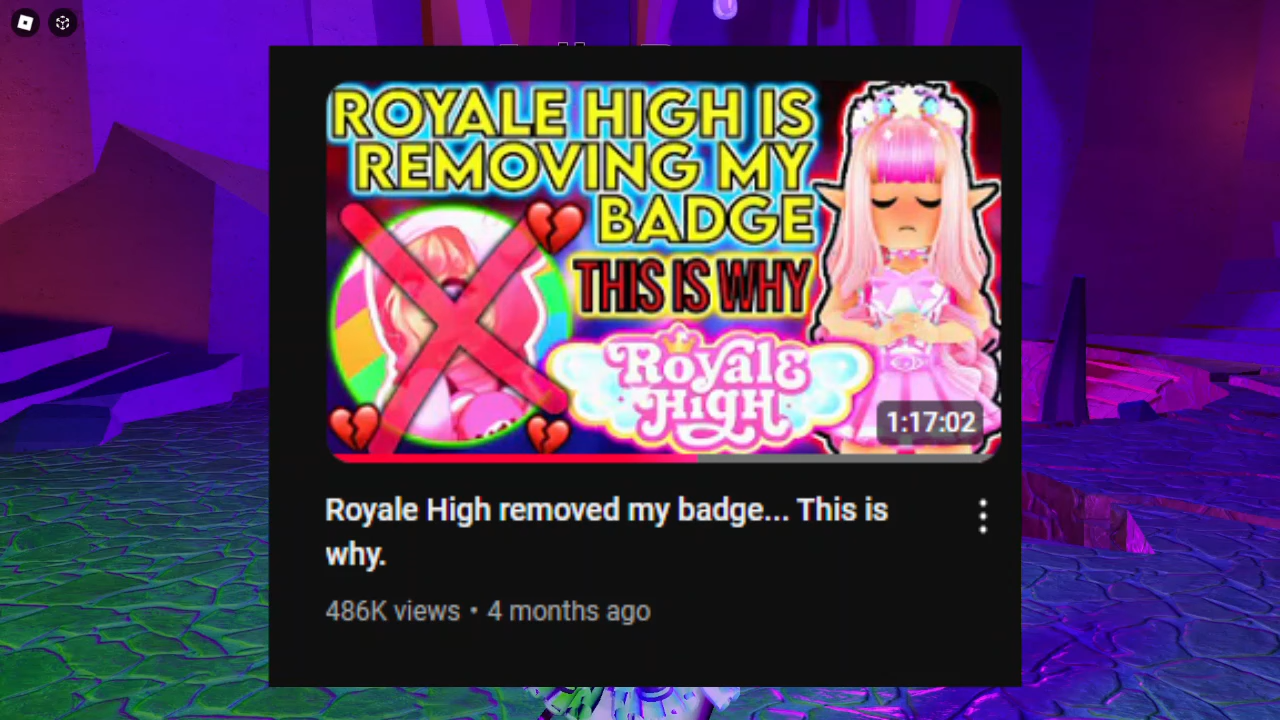 ROYALE HIGH IS
REMOVING MY
BADGE
THIS IS WHY
Royale
High
1:17:02
Royale High removed my badge... This is
why.
486K views • 4 months ago